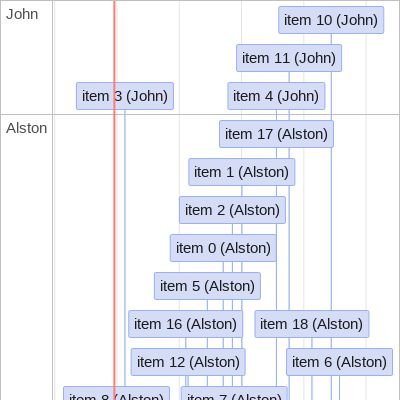 John
item 10 (John)
item 11 (John)
item 3 (John)
item 4 (John)
Alston
item 17 (Alston)
item 1 (Alston)
item 2 (Alston)
item 0 (Alston)
item 5 (Alston)
item 16 (Alston)
item 18 (Alston)
item 12 (Alston)
item 6 (Alston)
item 8 (Alston)
item 7 (Alston)